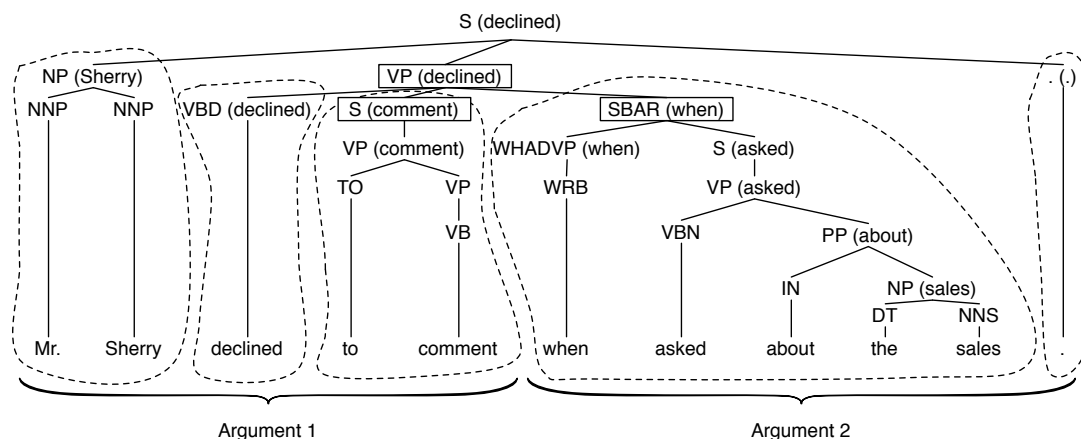 S (declined)
NP (Sherry) VP (declined) . (.)
NNP NNP VBD (declined) S (comment) SBAR (when)
VP (comment) WHADVP (when) S (asked)
TO VP WRB VP (asked)
VB VBN PP (about)
IN NP (sales)
DT NNS
Mr. Sherry declined to comment when asked about the sales .
Argument 1 Argument 2